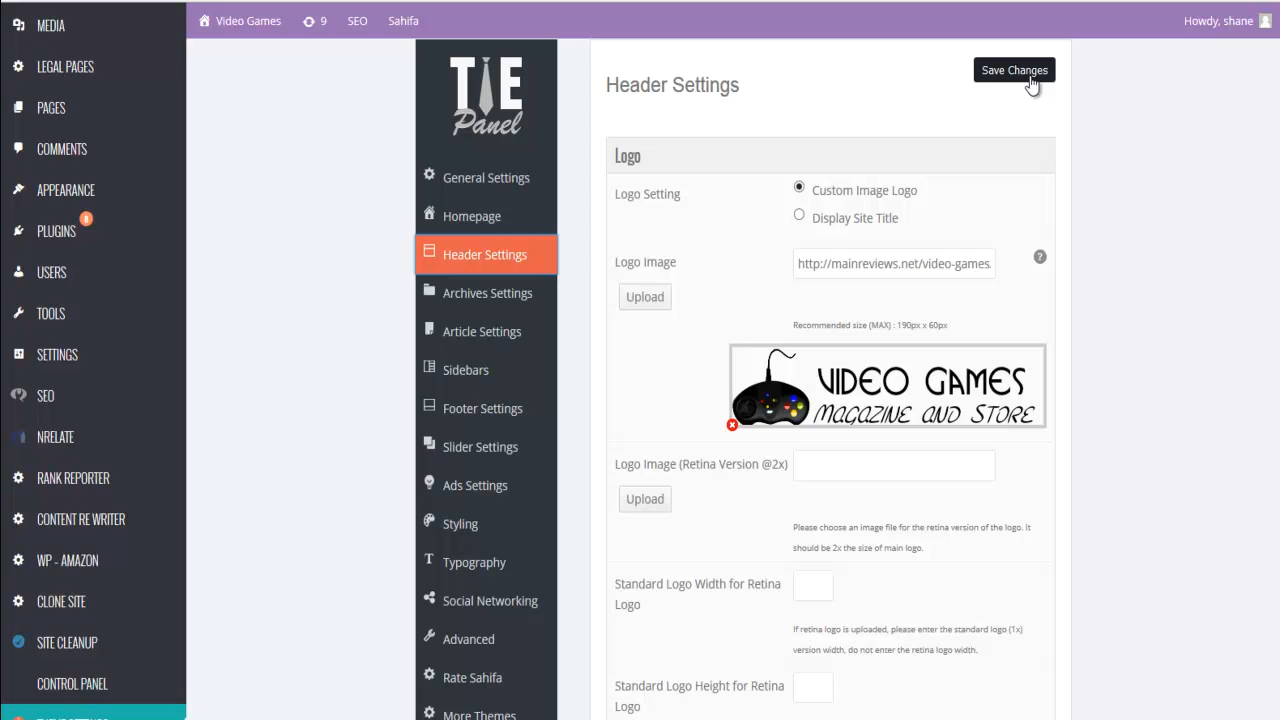 Video Games
9
SEO
Sahifa
Howdy, shane
MEDIA
LEGAL PAGES
PAGES
COMMENTS
APPEARANCE
PLUGINS
8
USERS
TOOLS
SETTINGS
SEO
NRELATE
RANK REPORTER
CONTENT RE WRITER
WP - AMAZON
CLONE SITE
SITE CLEANUP
CONTROL PANEL
TIE
Panel
General Settings
Homepage
Header Settings
Archives Settings
Article Settings
Sidebars
Footer Settings
Slider Settings
Ads Settings
Styling
Typography
Social Networking
Advanced
Rate Sahifa
More Themes
Header Settings
Save Changes
Logo
Logo Setting
Custom Image Logo
Display Site Title
Logo Image
http://mainreviews.net/video-games.
?
Upload
Recommended size (MAX) : 190px x 60px
VIDEO GAMES
MAGAZINE AND STORE
Logo Image (Retina Version @2x)
Upload
Please choose an image file for the retina version of the logo. It
should be 2x the size of main logo.
Standard Logo Width for Retina
Logo
If retina logo is uploaded, please enter the standard logo (1x)
version width, do not enter the retina logo width.
Standard Logo Height for Retina
Logo